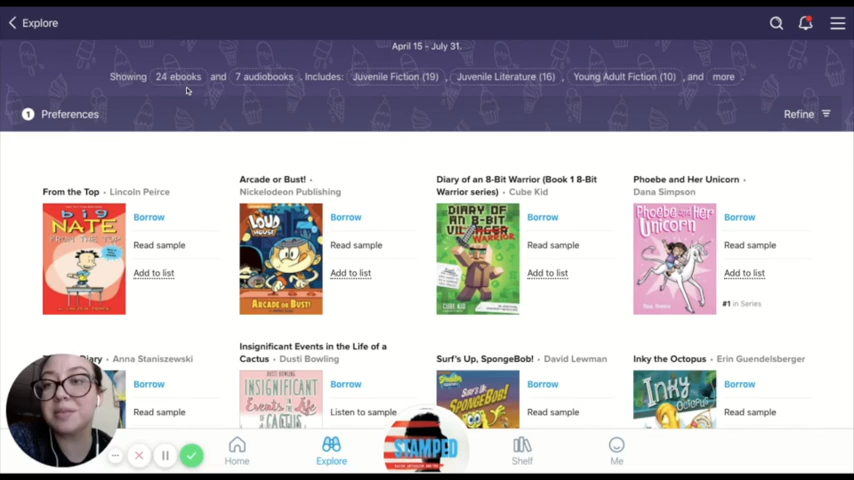 Explore
April 15 - July 31.
Showing 24 ebooks and 7 audiobooks . Includes: Juvenile Fiction (19) , Juvenile Literature (16) , Young Adult Fiction (10) , and more .
1 Preferences
Refine
From the Top • Lincoln Peirce
big
NATE
FROM THE TOP
Borrow
Read sample
Add to list
Arcade or Bust! •
Nickelodeon Publishing
LOUD
HOUSE
ARCADE OR BUST!
Borrow
Read sample
Add to list
Diary of an 8-Bit Warrior (Book 1 8-Bit
Warrior series) • Cube Kid
DIARY OF
AN 8-BIT
WARRIOR
CUBE KID
Borrow
Read sample
Add to list
Phoebe and Her Unicorn •
Dana Simpson
Phoebe and Her
UNICORN
Dana Simpson
Borrow
Read sample
Add to list
#1 in Series
Diary • Anna Staniszewski
Borrow
Read sample
Insignificant Events in the Life of a
Cactus • Dusti Bowling
INSIGNIFICANT
Events in the Life
OF A
CACTUS
Borrow
Listen to sample
Surf's Up, SpongeBob! • David Lewman
SURF'S UP,
SPONGEBOB!
Borrow
Read sample
Inky the Octopus • Erin Guendelsberger
Inky
THE
OCTOPUS
Borrow
Read sample
Home
Explore
STAMPED
Shelf
Me